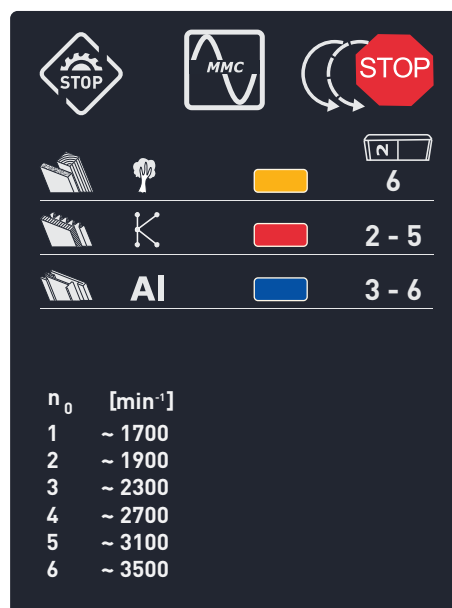 STOP
MMC
STOP
2
6
2 - 5
Al
3 - 6
n₀ [min⁻¹]
1 ~ 1700
2 ~ 1900
3 ~ 2300
4 ~ 2700
5 ~ 3100
6 ~ 3500